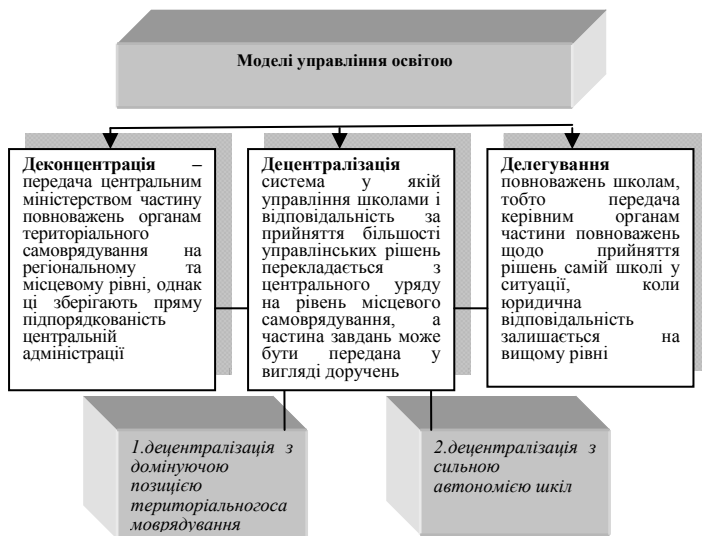 Моделі управління освітою
Деконцентрація –
передача центральним
міністерством частину
повноважень органам
територіального
самоврядування на
регіональному та
місцевому рівні, однак
ці зберігають пряму
підпорядкованість
центральній
адміністрації
Децентралізація
система у якій
управління школами і
відповідальність за
прийняття більшості
управлінських рішень
перекладається з
центрального уряду
на рівень місцевого
самоврядування, а
частина завдань може
бути передана у
вигляді доручень
Делегування
повноважень школам,
тобто передача
керівним органам
частини повноважень
щодо прийняття
рішень самій школі у
ситуації, коли
юридична
відповідальність
залишається на
вищому рівні
1.децентралізація з
домінуючою
позицією
територіальногоса
моврядування
2.децентралізація з
сильною
автономією шкіл